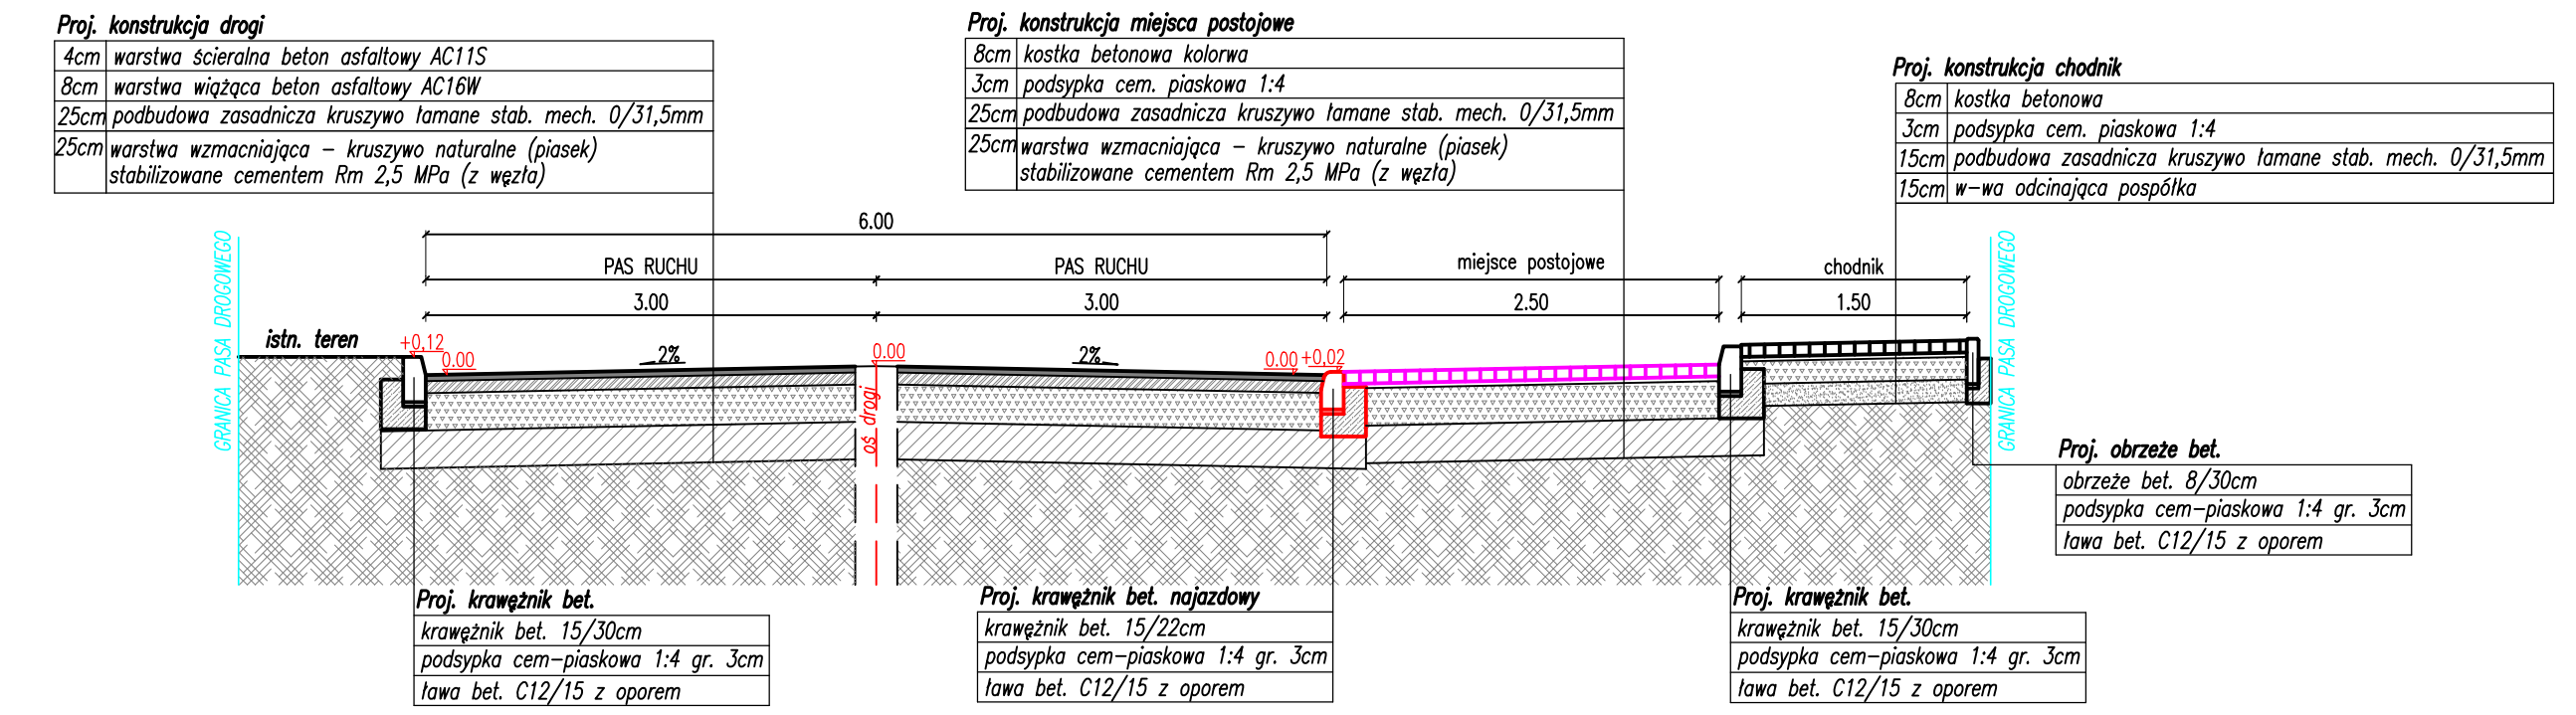 Proj. konstrukcja drogi
4cm warstwa ścieralna beton asfaltowy AC11S
8cm warstwa wiążąca beton asfaltowy AC16W
25cm podbudowa zasadnicza kruszywo łamane stab. mech. 0/31,5mm
25cm warstwa wzmacniająca – kruszywo naturalne (piasek)
stabilizowane cementem Rm 2,5 MPa (z węzła)
Proj. konstrukcja miejsca postojowe
8cm kostka betonowa kolorwa
3cm podsypka cem. piaskowa 1:4
25cm podbudowa zasadnicza kruszywo łamane stab. mech. 0/31,5mm
25cm warstwa wzmacniająca – kruszywo naturalne (piasek)
stabilizowane cementem Rm 2,5 MPa (z węzła)
Proj. konstrukcja chodnik
8cm kostka betonowa
3cm podsypka cem. piaskowa 1:4
15cm podbudowa zasadnicza kruszywo łamane stab. mech. 0/31,5mm
15cm w-wa odcinająca pospółka
6.00
PAS RUCHU PAS RUCHU miejsce postojowe chodnik
3.00 3.00 2.50 1.50
GRANICA PASA DROGOWEGO
istn. teren
+0,12
0.00
2%
0.00
oś drogi
2%
0.00
+0,02
GRANICA PASA DROGOWEGO
Proj. obrzeże bet.
obrzeże bet. 8/30cm
podsypka cem-piaskowa 1:4 gr. 3cm
ława bet. C12/15 z oporem
Proj. krawężnik bet.
krawężnik bet. 15/30cm
podsypka cem-piaskowa 1:4 gr. 3cm
ława bet. C12/15 z oporem
Proj. krawężnik bet. najazdowy
krawężnik bet. 15/22cm
podsypka cem-piaskowa 1:4 gr. 3cm
ława bet. C12/15 z oporem
Proj. krawężnik bet.
krawężnik bet. 15/30cm
podsypka cem-piaskowa 1:4 gr. 3cm
ława bet. C12/15 z oporem